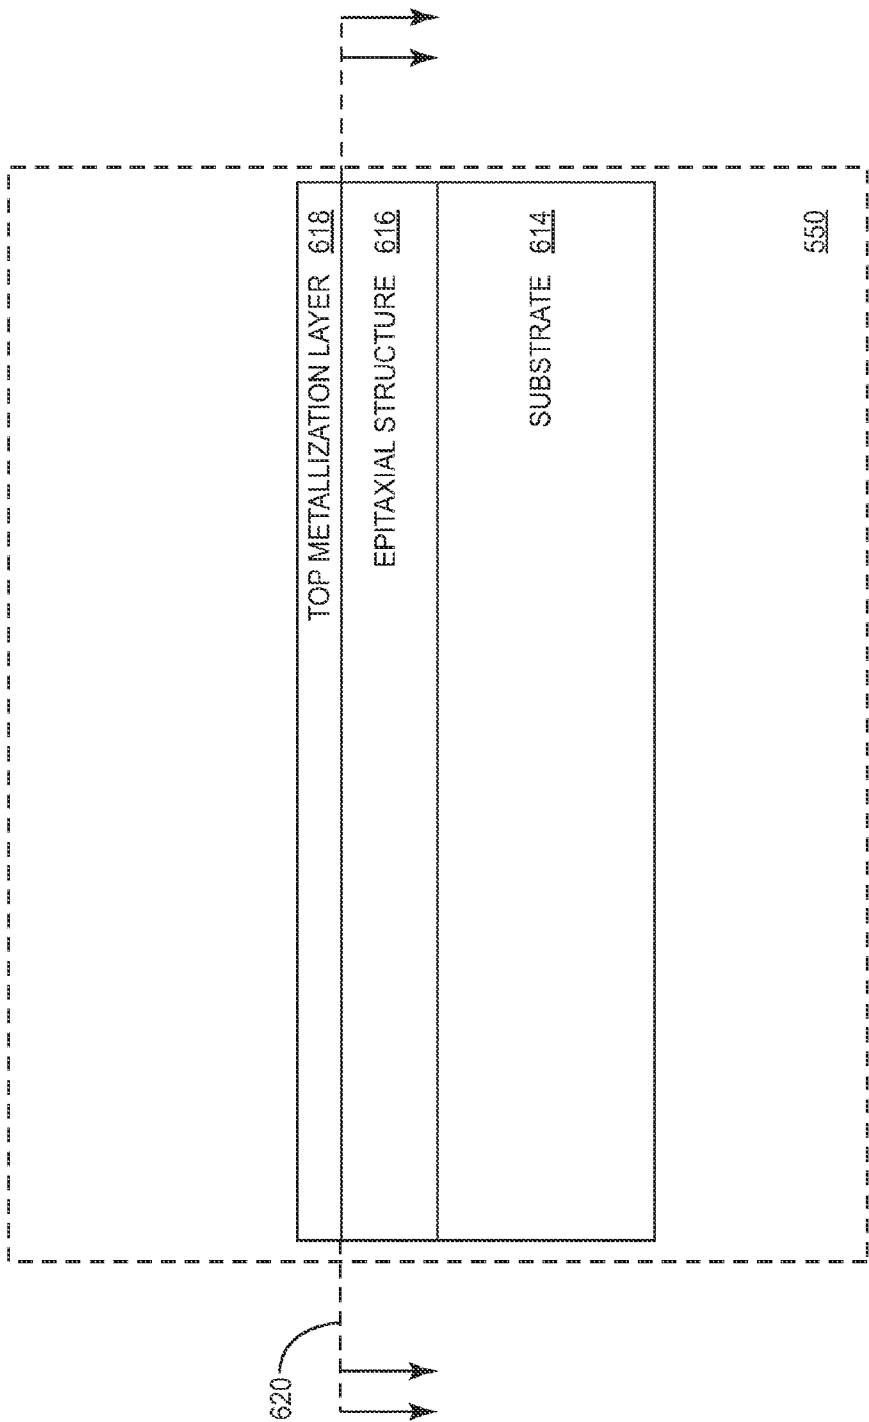 TOP METALLIZATION LAYER 618
EPITAXIAL STRUCTURE 616
SUBSTRATE 614
550
620